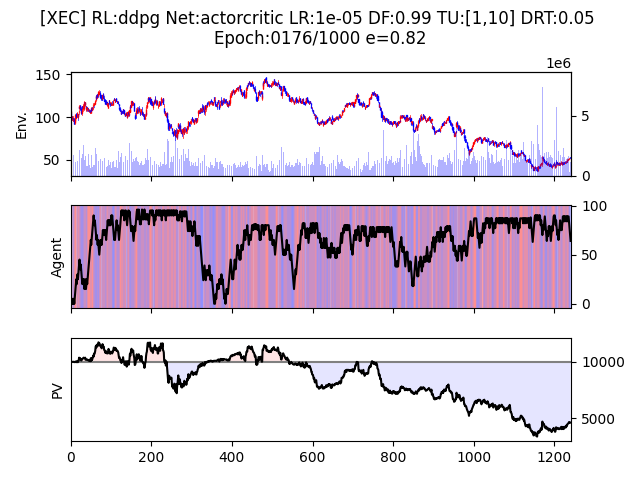 [XEC] RL:ddpg Net:actorcritic LR:1e-05 DF:0.99 TU:[1,10] DRT:0.05
Epoch:0176/1000 e=0.82
1e6
150
100
50
Env.
5
0
Agent
100
50
0
PV
10000
5000
0
200
400
600
800
1000
1200